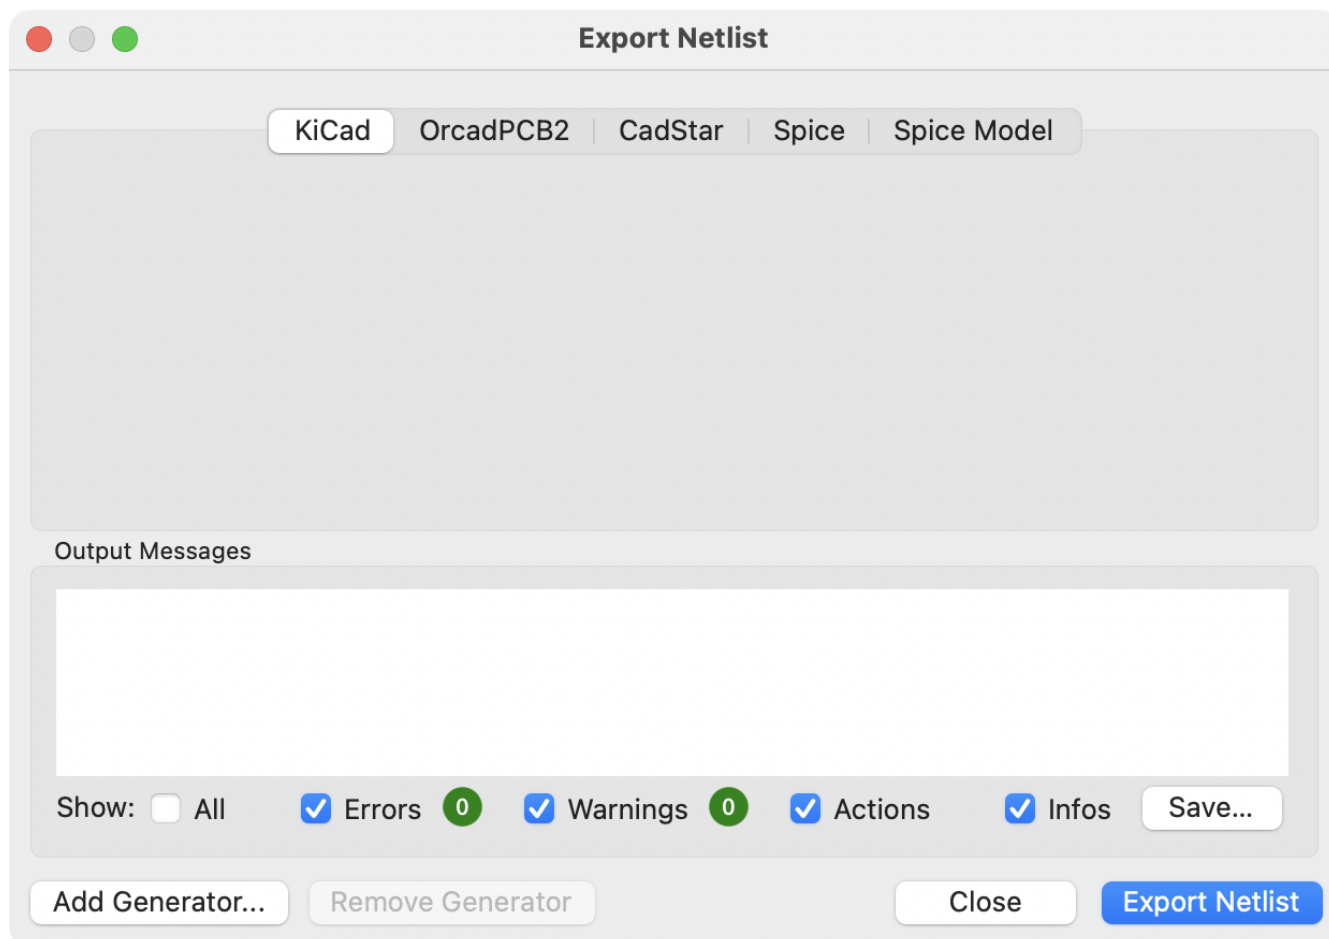 Export Netlist
KiCad OrcadPCB2 CadStar Spice Spice Model
Output Messages
Show: All Errors 0 Warnings 0 Actions Infos Save...
Add Generator... Remove Generator Close Export Netlist